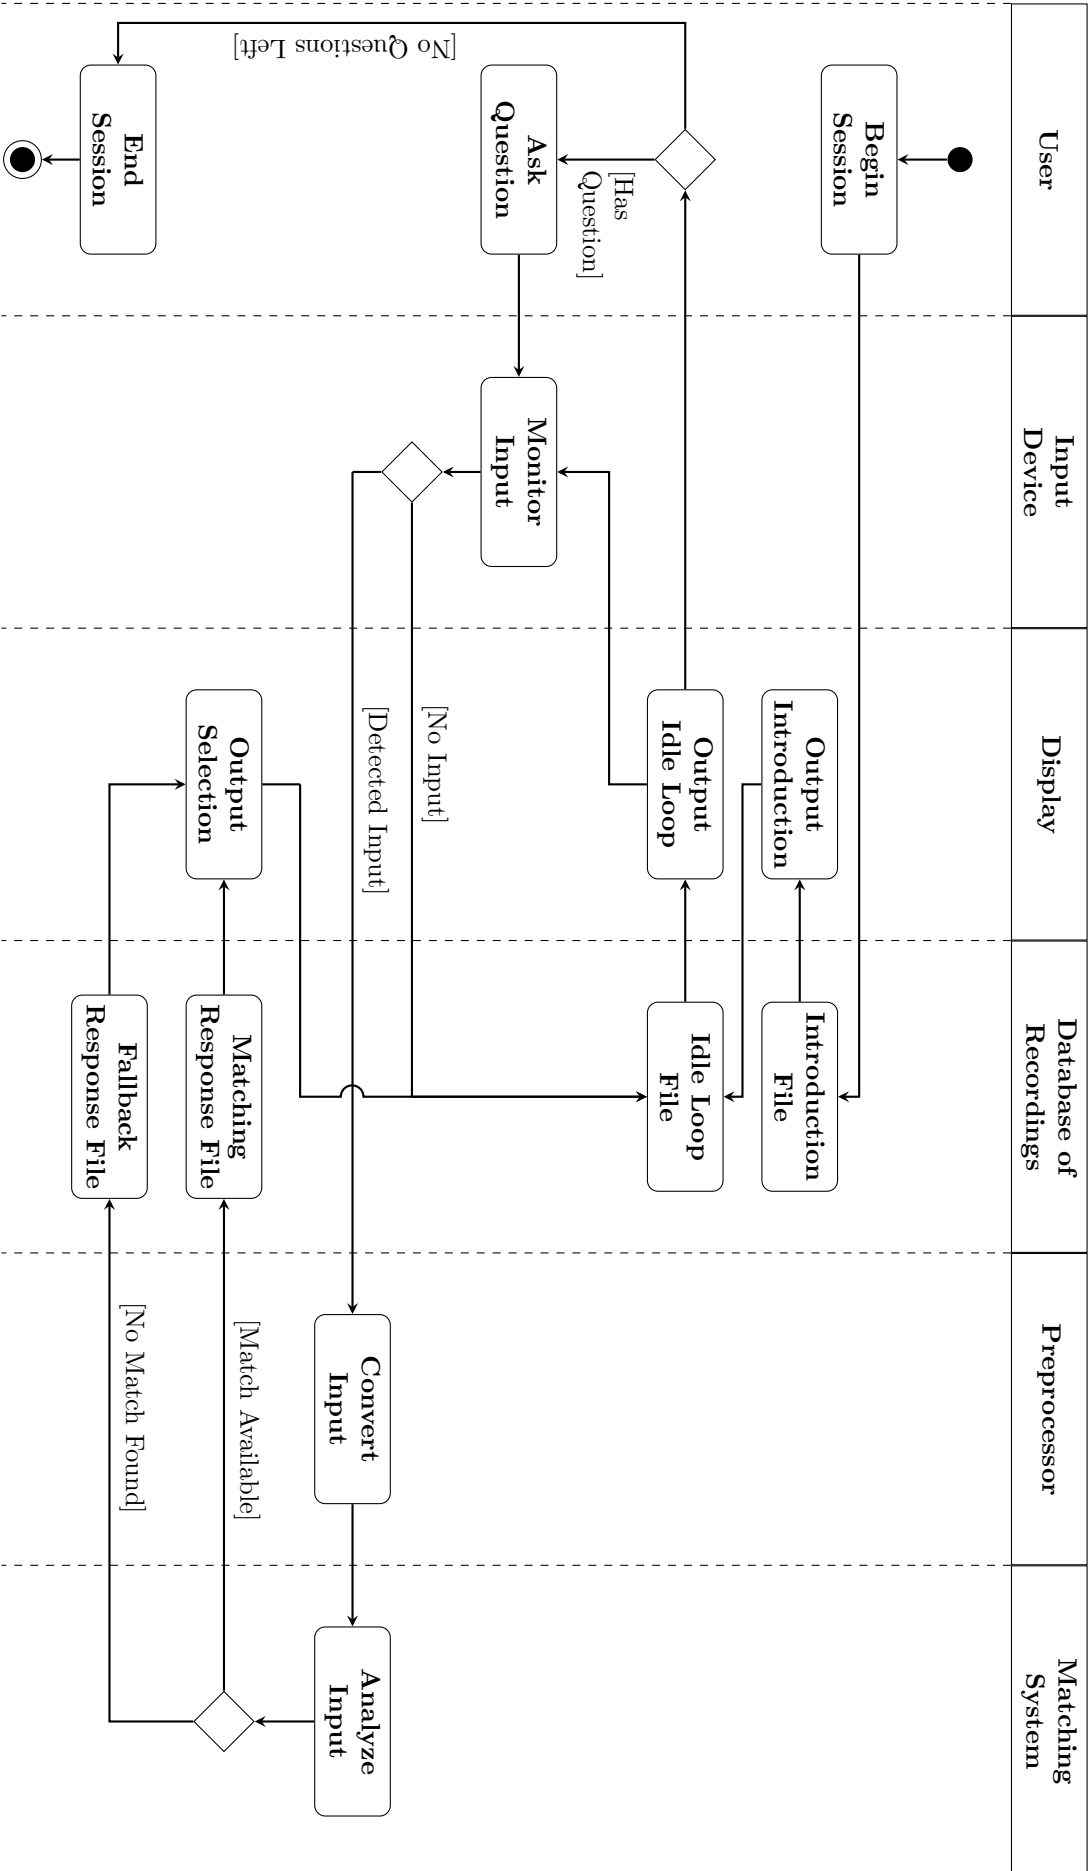 User
Input
Device
Display
Database of
Recordings
Preprocessor
Matching
System
Begin
Session
Introduction
File
Output
Introduction
Idle Loop
File
Output
Idle Loop
[Has
Question]
Ask
Question
[No Questions Left]
Monitor
Input
[No Input]
[Detected Input]
Convert
Input
Analyze
Input
[Match Available]
[No Match Found]
Matching
Response File
Fallback
Response File
Output
Selection
End
Session